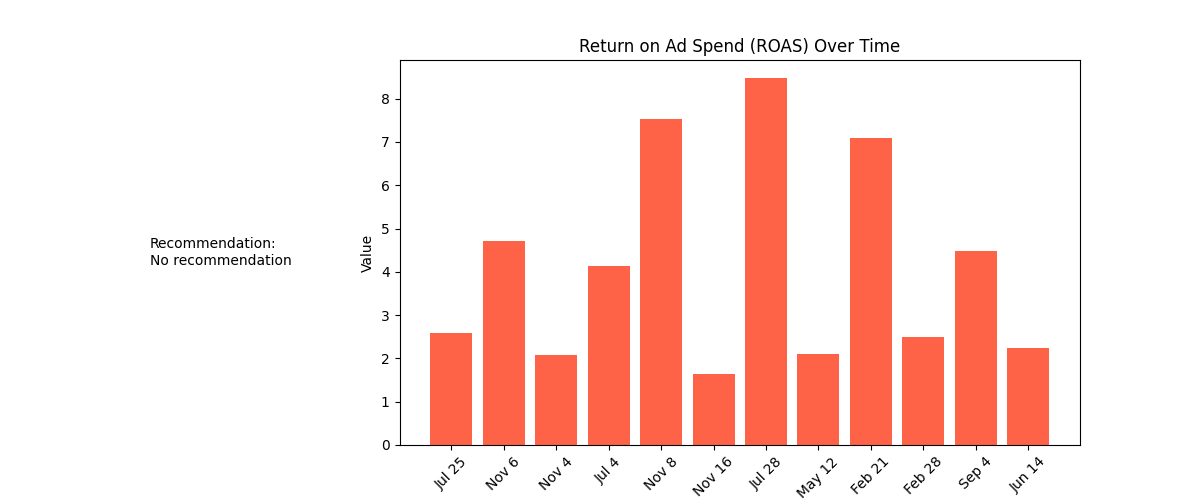 Return on Ad Spend (ROAS) Over Time
Recommendation:
No recommendation
Value
8
7
6
5
4
3
2
1
0
Jul 25
Nov 6
Nov 4
Jul 4
Nov 8
Nov 16
Jul 28
May 12
Feb 21
Feb 28
Sep 4
Jun 14